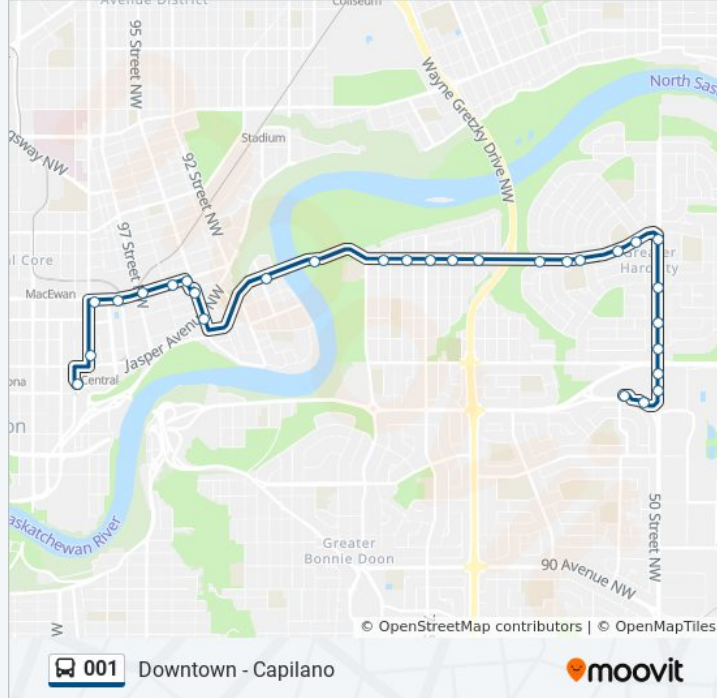 Avenue District
Coliseum
95 Street NW
Wayne Gretzky Drive NW
North Sas
Stadium
gsway NW
92 Street NW
97 Street NW
al Core
MacEwan
Greater
Hardisty
Jasper Avenue NW
ona
Central
on
askatchewan River
50 Street NW
Greater
Bonnie Doon
90 Avenue NW
W
© OpenStreetMap contributors | © OpenMapTiles
001 Downtown - Capilano
moovit